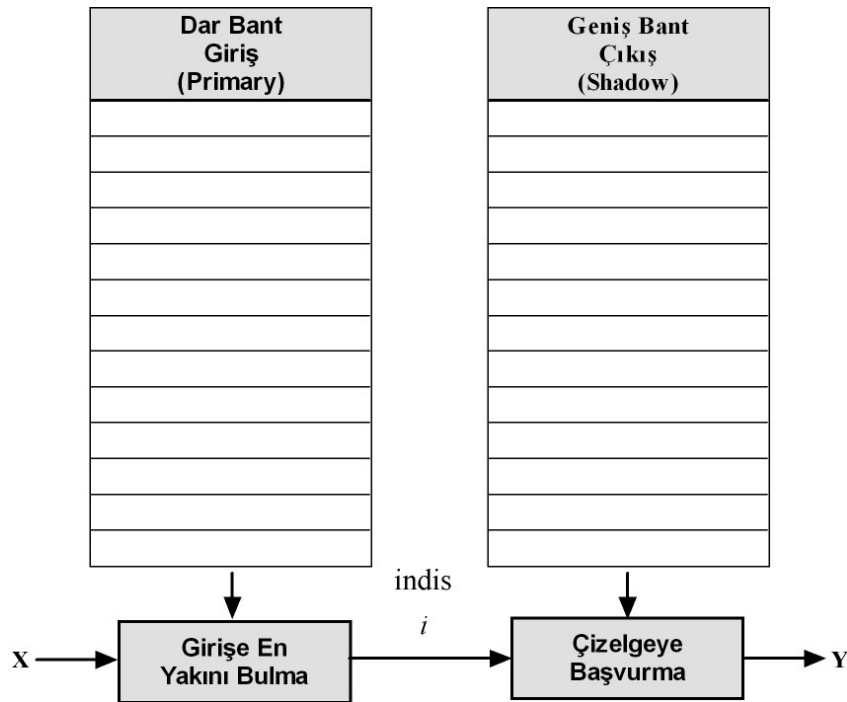 Dar Bant
Giriş
(Primary)
Geniş Bant
Çıkış
(Shadow)
indis
i
X
Girişe En
Yakını Bulma
Çizelgeye
Başvurma
Y